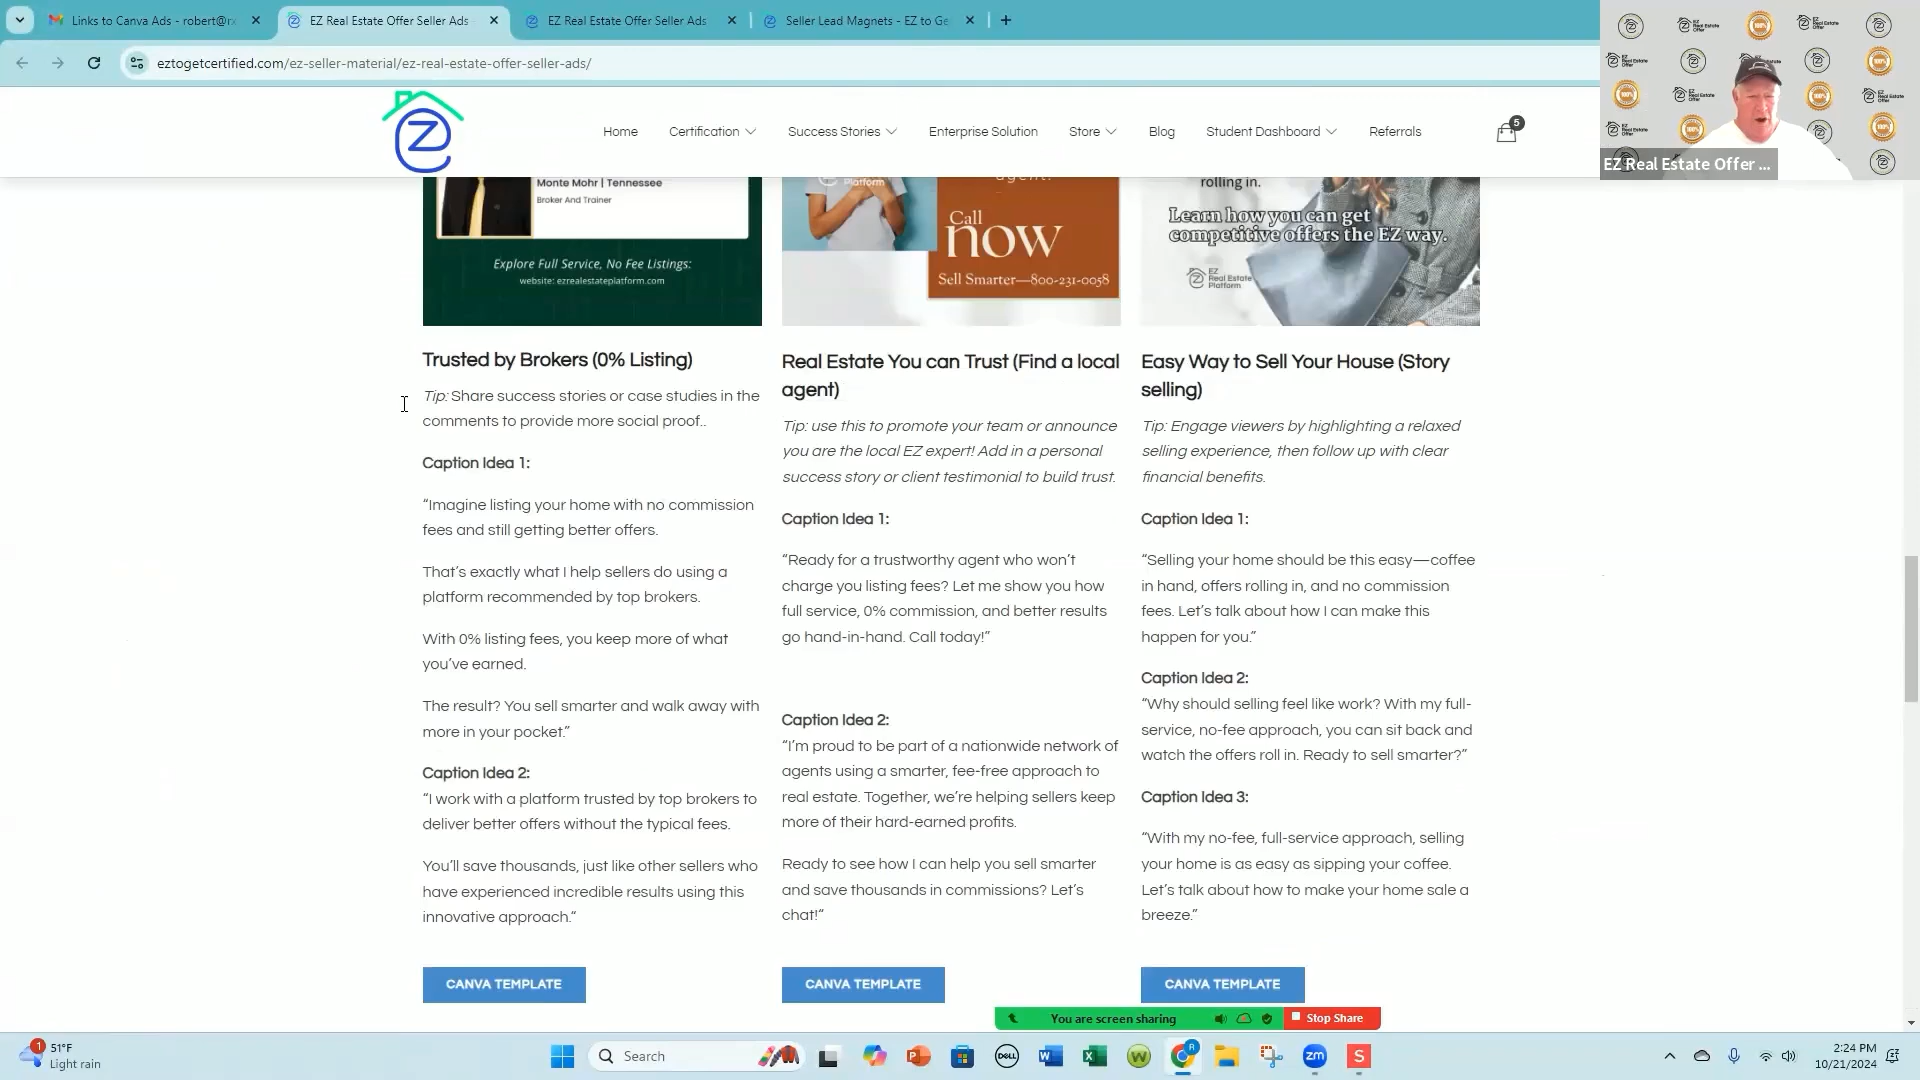 Links to Canva Ads - robert@rx
EZ Real Estate Offer Seller Ads
EZ Real Estate Offer Seller Ads
Seller Lead Magnets - EZ to Ge
eztogetcertified.com/ez-seller-material/ez-real-estate-offer-seller-ads/
Home
Certification
Success Stories
Enterprise Solution
Store
Blog
Student Dashboard
Referrals
5
EZ Real Estate Offer ...
Monte Mohr | Tennessee
Broker And Trainer
Explore Full Service, No Fee Listings:
website: ezrealestateplatform.com
Platform
agent.
Call
now
Sell Smarter—800-231-0058
rolling in.
Learn how you can get
competitive offers the EZ way.
EZ
Real Estate
Platform
Trusted by Brokers (0% Listing)
Tip: Share success stories or case studies in the
comments to provide more social proof..
Caption Idea 1:
“Imagine listing your home with no commission
fees and still getting better offers.
That’s exactly what I help sellers do using a
platform recommended by top brokers.
With 0% listing fees, you keep more of what
you’ve earned.
The result? You sell smarter and walk away with
more in your pocket.”
Caption Idea 2:
“I work with a platform trusted by top brokers to
deliver better offers without the typical fees.
You’ll save thousands, just like other sellers who
have experienced incredible results using this
innovative approach.“
CANVA TEMPLATE
Real Estate You can Trust (Find a local
agent)
Tip: use this to promote your team or announce
you are the local EZ expert! Add in a personal
success story or client testimonial to build trust.
Caption Idea 1:
“Ready for a trustworthy agent who won’t
charge you listing fees? Let me show you how
full service, 0% commission, and better results
go hand-in-hand. Call today!”
Caption Idea 2:
“I’m proud to be part of a nationwide network of
agents using a smarter, fee-free approach to
real estate. Together, we’re helping sellers keep
more of their hard-earned profits.
Ready to see how I can help you sell smarter
and save thousands in commissions? Let’s
chat!“
CANVA TEMPLATE
Easy Way to Sell Your House (Story
selling)
Tip: Engage viewers by highlighting a relaxed
selling experience, then follow up with clear
financial benefits.
Caption Idea 1:
“Selling your home should be this easy—coffee
in hand, offers rolling in, and no commission
fees. Let’s talk about how I can make this
happen for you.”
Caption Idea 2:
“Why should selling feel like work? With my full-
service, no-fee approach, you can sit back and
watch the offers roll in. Ready to sell smarter?”
Caption Idea 3:
“With my no-fee, full-service approach, selling
your home is as easy as sipping your coffee.
Let’s talk about how to make your home sale a
breeze.”
CANVA TEMPLATE
You are screen sharing
Stop Share
1
51°F
Light rain
Search
DELL
zm
S
2:24 PM
10/21/2024